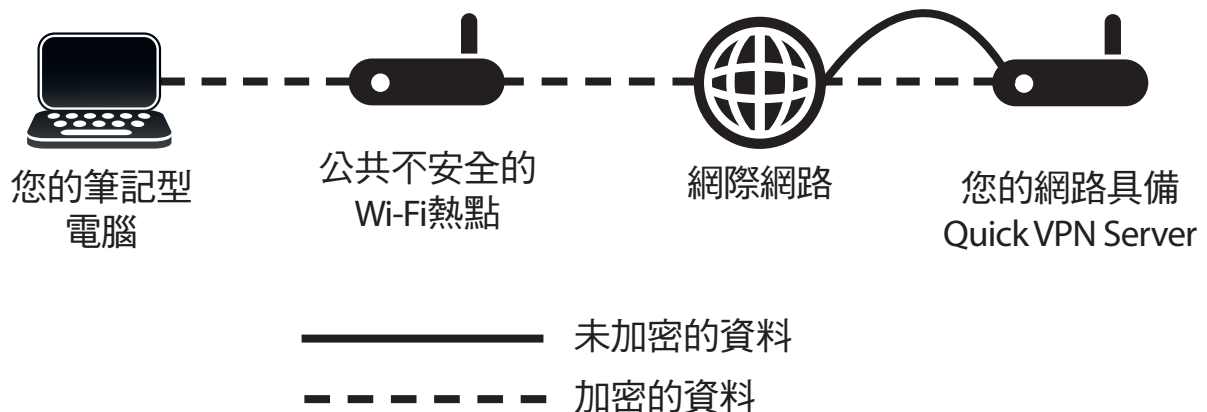 您的筆記型
電腦
公共不安全的
Wi-Fi熱點
網際網路
您的網路具備
Quick VPN Server
未加密的資料
加密的資料